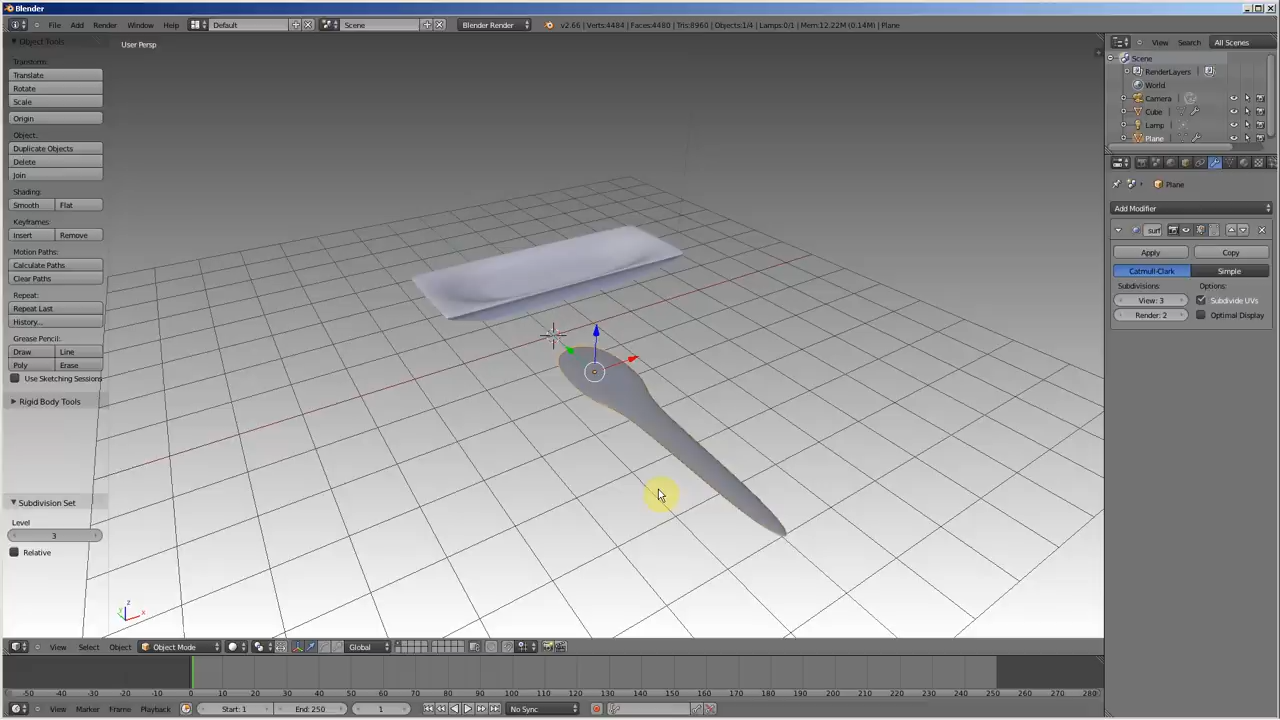 Blender
File Add Render Window Help Default Scene Blender Render v2.66 | Verts:4484 | Faces:4480 | Tris:8960 | Objects:1/4 | Lamps:0/1 | Mem:12.22M (0.14M) | Plane
Object Tools
Transform:
Translate
Rotate
Scale
Origin
Object:
Duplicate Objects
Delete
Join
Shading:
Smooth Flat
Keyframes:
Insert Remove
Motion Paths:
Calculate Paths
Clear Paths
Repeat:
Repeat Last
History...
Grease Pencil:
Draw Line
Poly Erase
Use Sketching Sessions
Rigid Body Tools
Subdivision Set
Level
3
Relative
User Persp
z
y
x
View Search All Scenes
Scene
RenderLayers
World
Camera
Cube
Lamp
Plane
Plane
Add Modifier
surf
Apply Copy
Catmull-Clark Simple
Subdivisions: Options:
View: 3 Subdivide UVs
Render: 2 Optimal Display
View Select Object Object Mode Global
-50 -40 -30 -20 -10 0 10 20 30 40 50 60 70 80 90 100 110 120 130 140 150 160 170 180 190 200 210 220 230 240 250 260 270 280
View Marker Frame Playback Start: 1 End: 250 1 No Sync